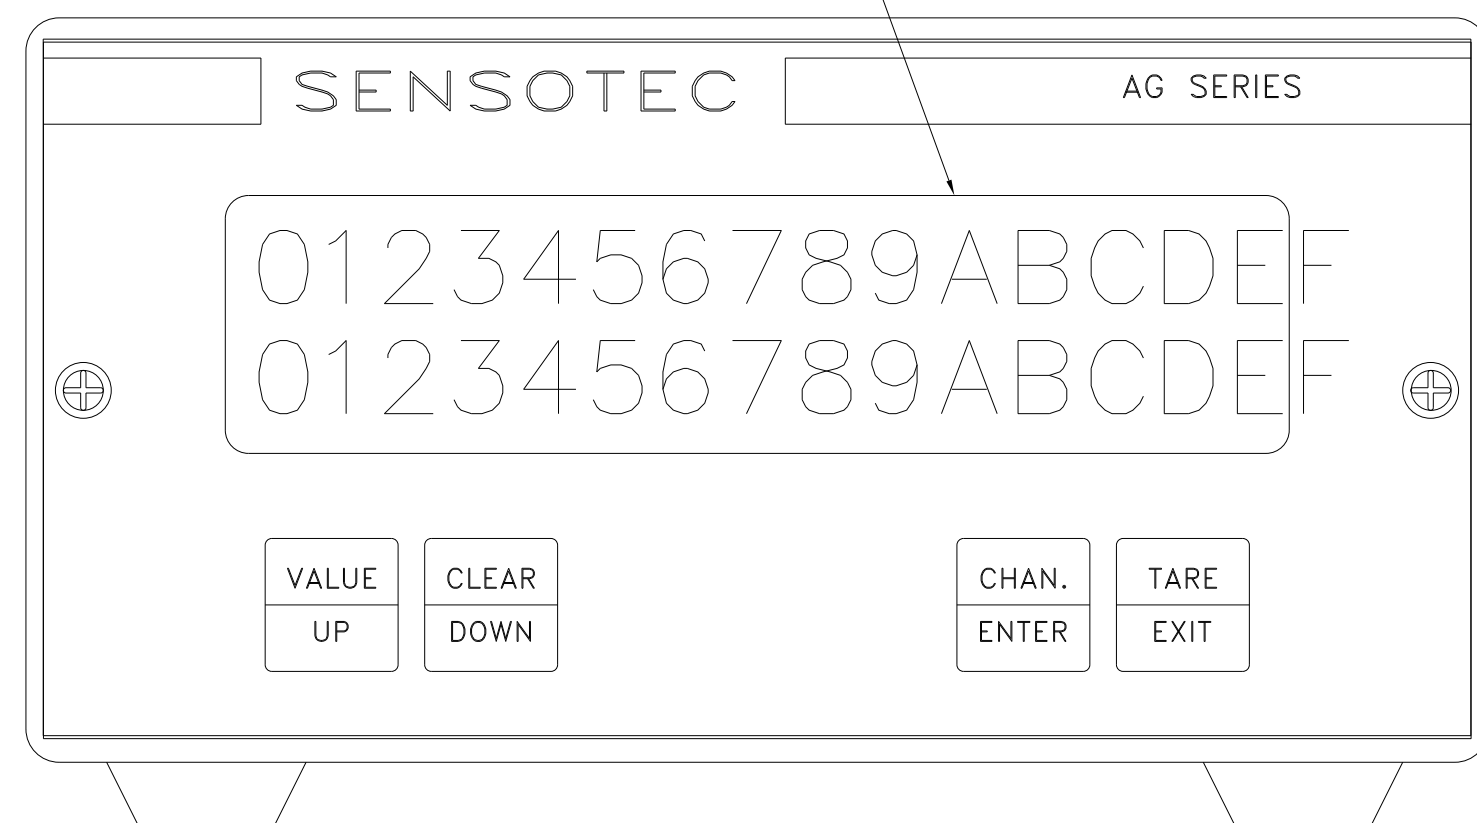 SENSOTEC
AG SERIES
0123456789ABCDEF
0123456789ABCDEF
VALUE
UP
CLEAR
DOWN
CHAN.
ENTER
TARE
EXIT